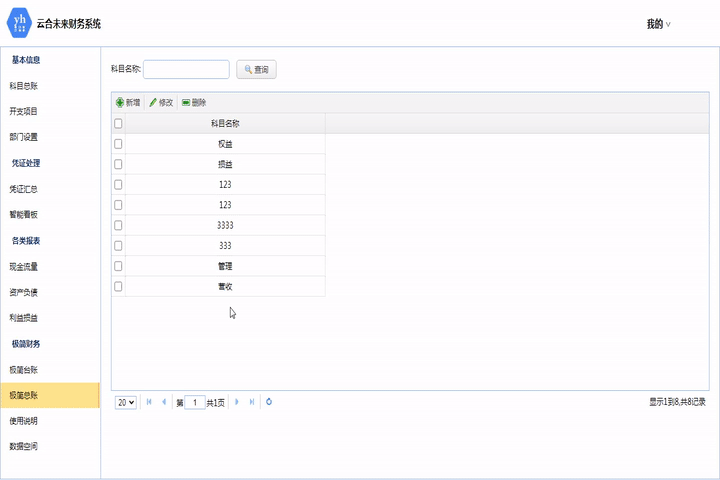 yh
云合未来财务系统
我的
基本信息
科目总账
开支项目
部门设置
凭证处理
凭证汇总
智能看板
各类报表
现金流量
资产负债
利益损益
极简财务
极简台账
极简总账
使用说明
数据空间
科目名称:
查询
新增 修改 删除
科目名称
权益
损益
123
123
3333
333
管理
营收
20 第 1 共1页
显示1到8,共8记录